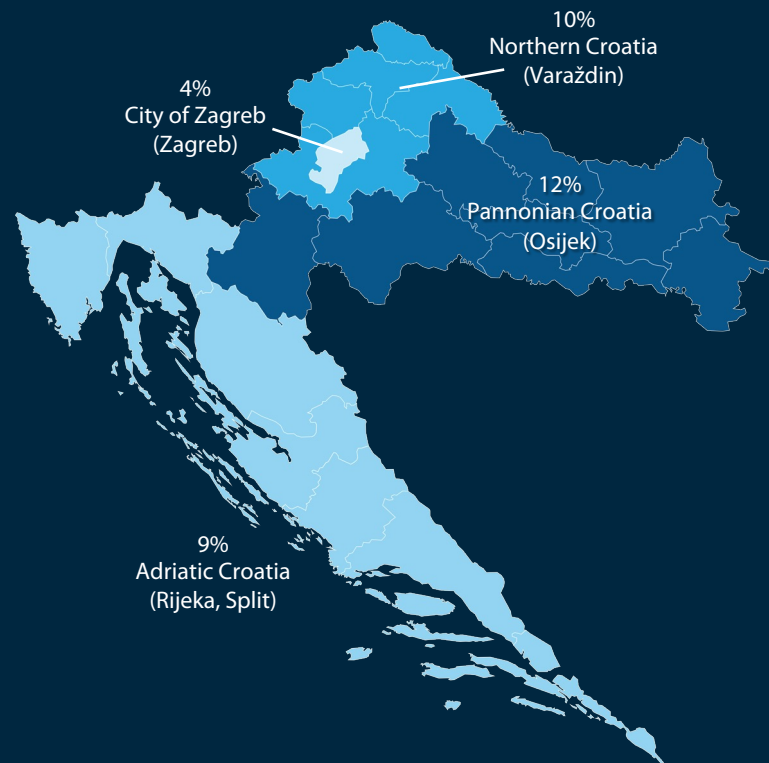 10%
Northern Croatia
(Varaždin)
4%
City of Zagreb
(Zagreb)
12%
Pannonian Croatia
(Osijek)
9%
Adriatic Croatia
(Rijeka, Split)